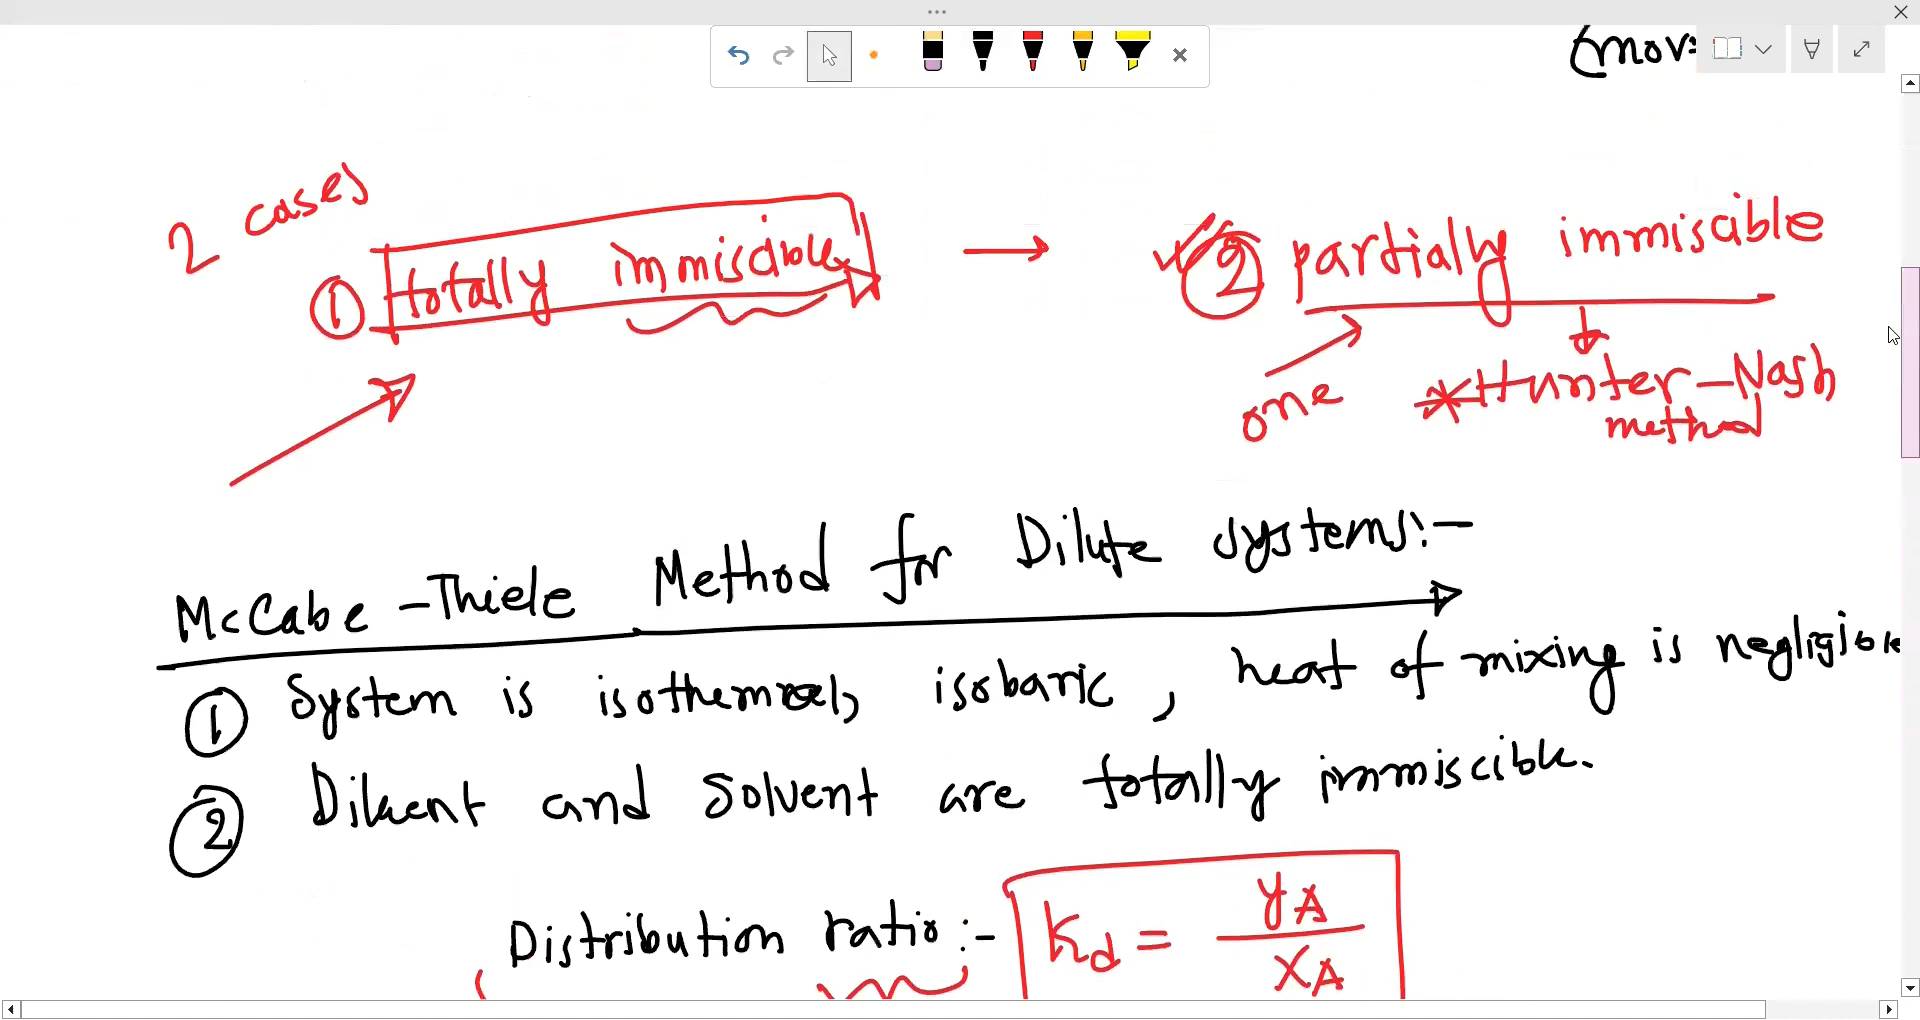 (mov
2 cases
① totally immiscible → ② partially immiscible
one
*Hunter-Nash
method
McCabe-Thiele Method for Dilute systems:-
① System is isothermal, isobaric, heat of mixing is negligible
② Diluent and Solvent are totally immiscible.
Distribution ratio:- Kd = yA / xA